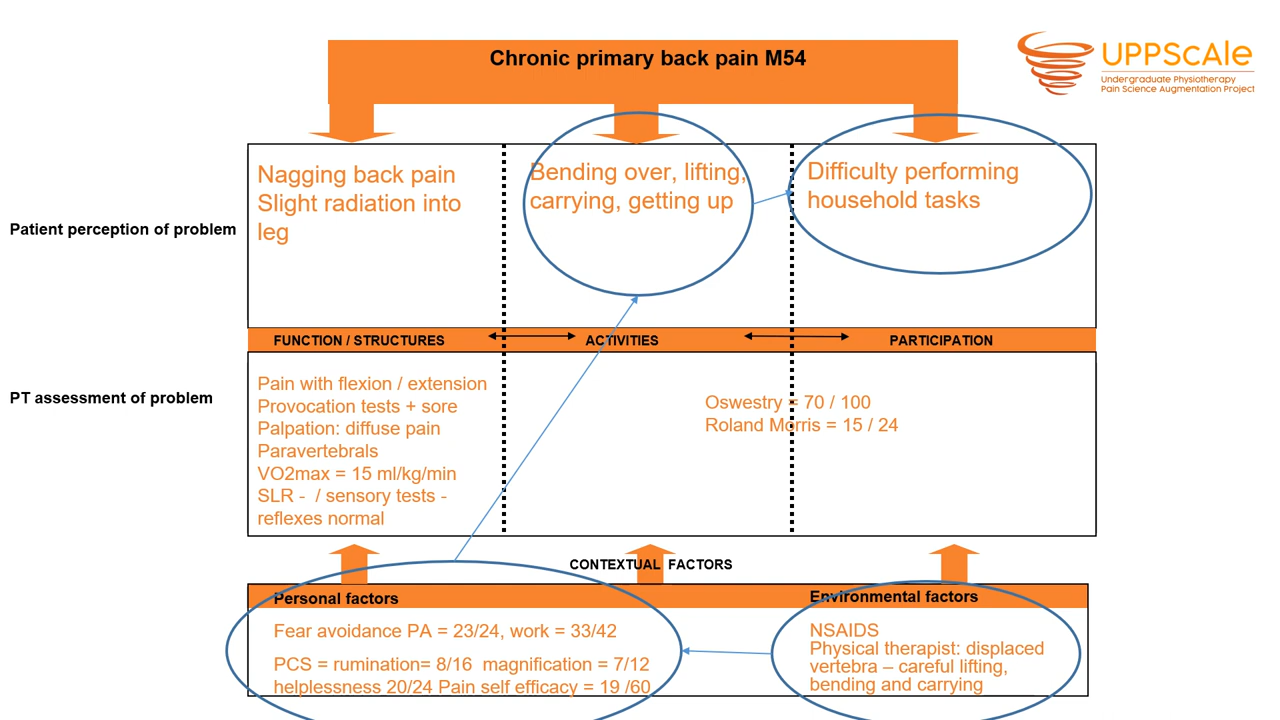 Chronic primary back pain M54
UPPScale
Undergraduate Physiotherapy
Pain Science Augmentation Project
Patient perception of problem
Nagging back pain
Slight radiation into
leg
Bending over, lifting,
carrying, getting up
Difficulty performing
household tasks
FUNCTION / STRUCTURES
ACTIVITIES
PARTICIPATION
PT assessment of problem
Pain with flexion / extension
Provocation tests + sore
Palpation: diffuse pain
Paravertebrals
VO2max = 15 ml/kg/min
SLR - / sensory tests -
reflexes normal
Oswestry = 70 / 100
Roland Morris = 15 / 24
CONTEXTUAL FACTORS
Personal factors
Fear avoidance PA = 23/24, work = 33/42
PCS = rumination= 8/16 magnification = 7/12
helplessness 20/24 Pain self efficacy = 19 /60
Environmental factors
NSAIDS
Physical therapist: displaced
vertebra – careful lifting,
bending and carrying